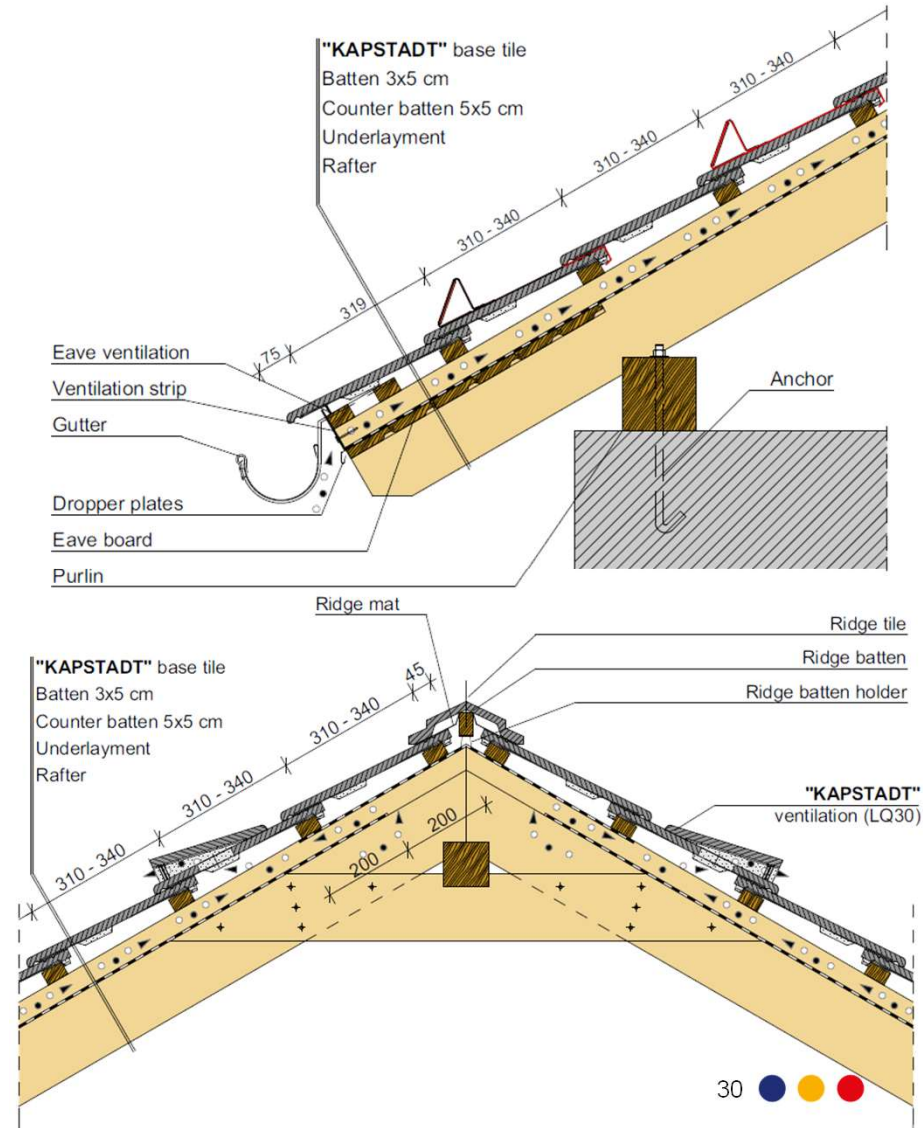 "KAPSTADT" base tile
Batten 3x5 cm
Counter batten 5x5 cm
Underlayment
Rafter
310 - 340
310 - 340
310 - 340
310 - 340
319
75
Eave ventilation
Ventilation strip
Gutter
Anchor
Dropper plates
Eave board
Purlin
Ridge mat
Ridge tile
Ridge batten
Ridge batten holder
"KAPSTADT" base tile
Batten 3x5 cm
Counter batten 5x5 cm
Underlayment
Rafter
45
310 - 340
310 - 340
310 - 340
"KAPSTADT"
ventilation (LQ30)
200
200
30